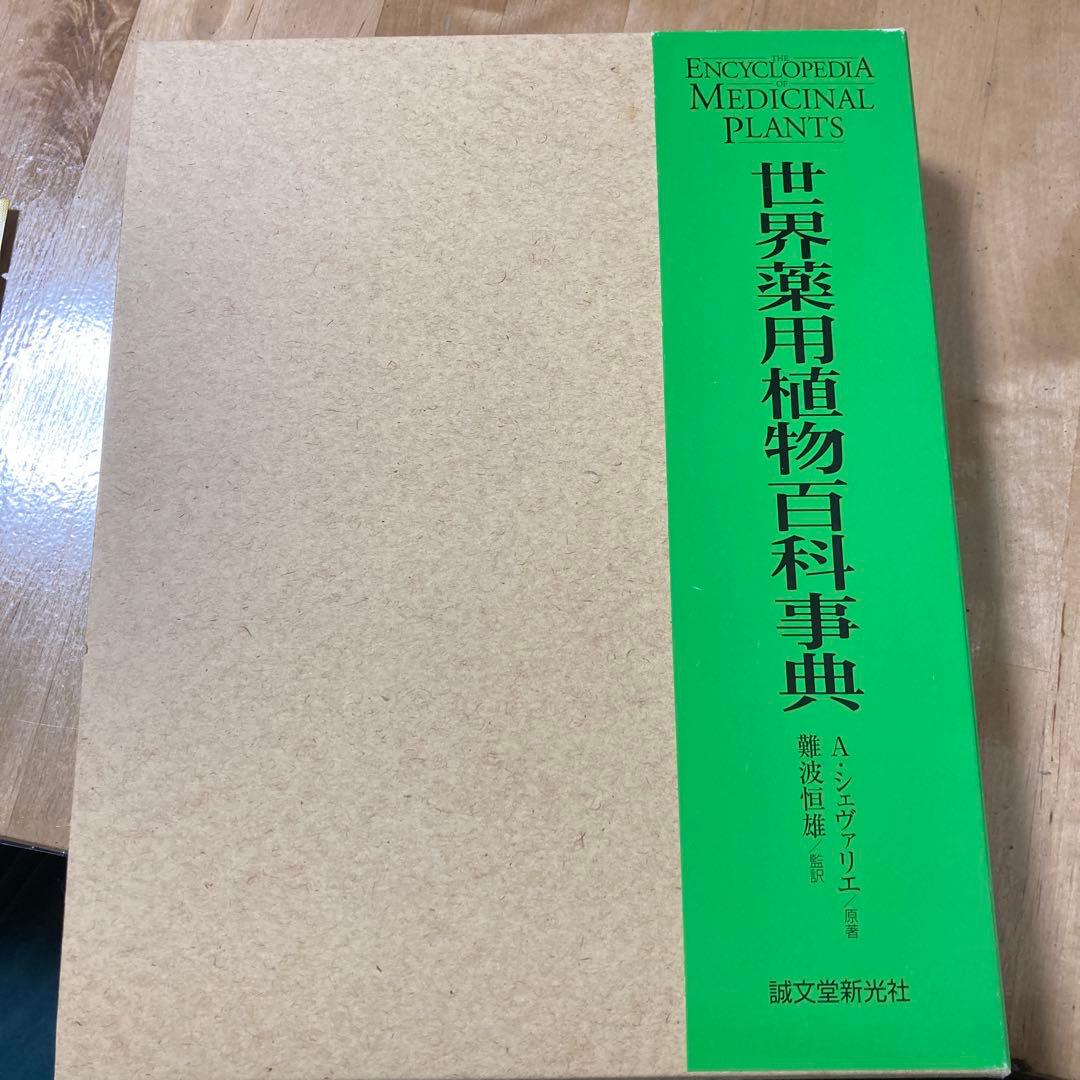 THE
ENCYCLOPEDIA
OF
MEDICINAL
PLANTS
世界薬用植物百科事典
A・シェヴァリエ/原著
難波恒雄/監訳
誠文堂新光社